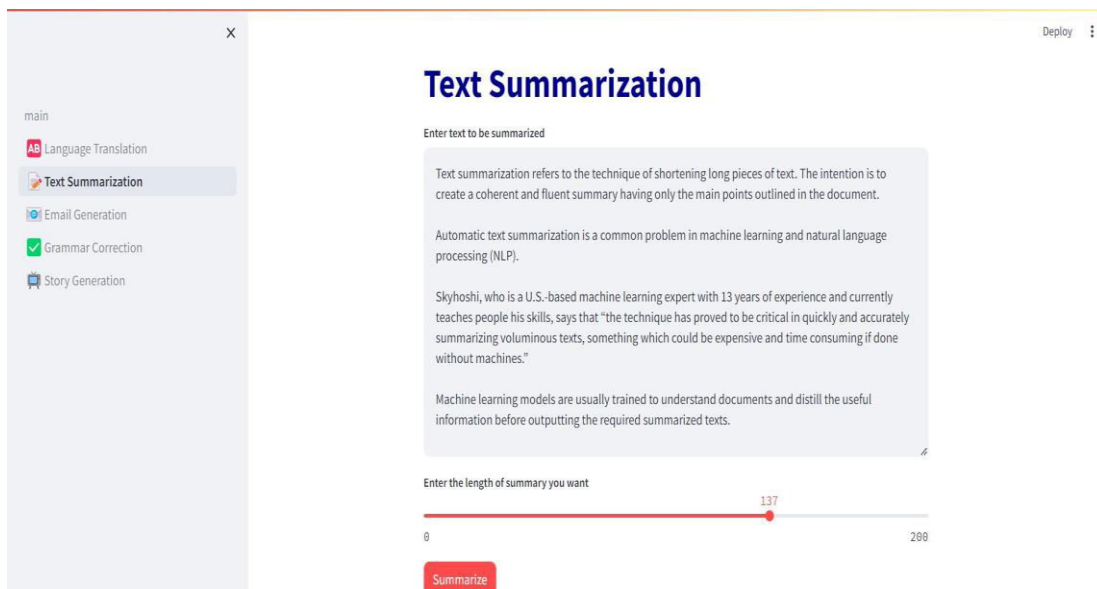 X
Deploy
main
AB Language Translation
Text Summarization
Email Generation
Grammar Correction
Story Generation
Text Summarization
Enter text to be summarized
Text summarization refers to the technique of shortening long pieces of text. The intention is to
create a coherent and fluent summary having only the main points outlined in the document.
Automatic text summarization is a common problem in machine learning and natural language
processing (NLP).
Skyhoshi, who is a U.S.-based machine learning expert with 13 years of experience and currently
teaches people his skills, says that “the technique has proved to be critical in quickly and accurately
summarizing voluminous texts, something which could be expensive and time consuming if done
without machines.”
Machine learning models are usually trained to understand documents and distill the useful
information before outputting the required summarized texts.
Enter the length of summary you want
137
0 200
Summarize